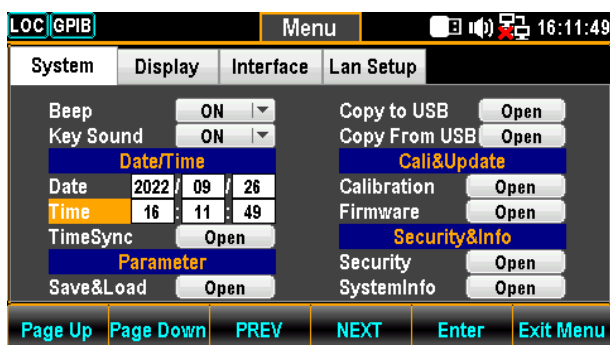 LOC GPIB Menu 16:11:49
System Display Interface Lan Setup
Beep ON Copy to USB Open
Key Sound ON Copy From USB Open
Date/Time Cali&Update
Date 2022 / 09 / 26 Calibration Open
Time 16 : 11 : 49 Firmware Open
TimeSync Open Security&Info
Parameter Security Open
Save&Load Open SystemInfo Open
Page Up Page Down PREV NEXT Enter Exit Menu